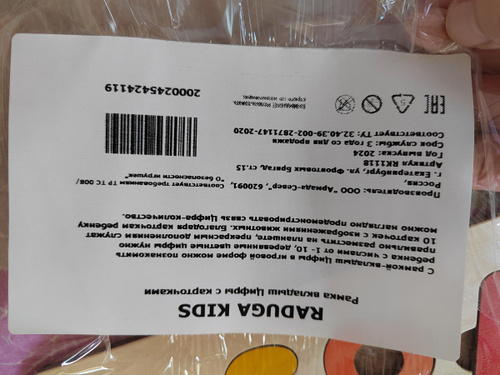 RADUGA KIDS
Рамка вкладыш Цифры с карточками
С рамкой-вкладыш Цифры в игровой форме можно познакомить
ребенка с числами от 1 - 10, деревянные цветные цифры нужно
правильно разместить на планшете, прекрасным дополнением служат
10 карточек с изображениями животных. Благодаря карточкам ребенку
можно наглядно продемонстрировать связь Цифра-количество.
Производитель: ООО "Армада-Север", 620091,
Россия,
г. Екатеринбург, ул. Фронтовых Бригад, ст.15
Артикул RK1118
Год выпуска: 2024
Срок службы: 3 года со дня продажи
Соответствует ТУ: 32.40.39-002-2871147-2020
Соответствует требованиям ТР ТС 008/
"О безопасности игрушек"
EAC
5
2000245424119